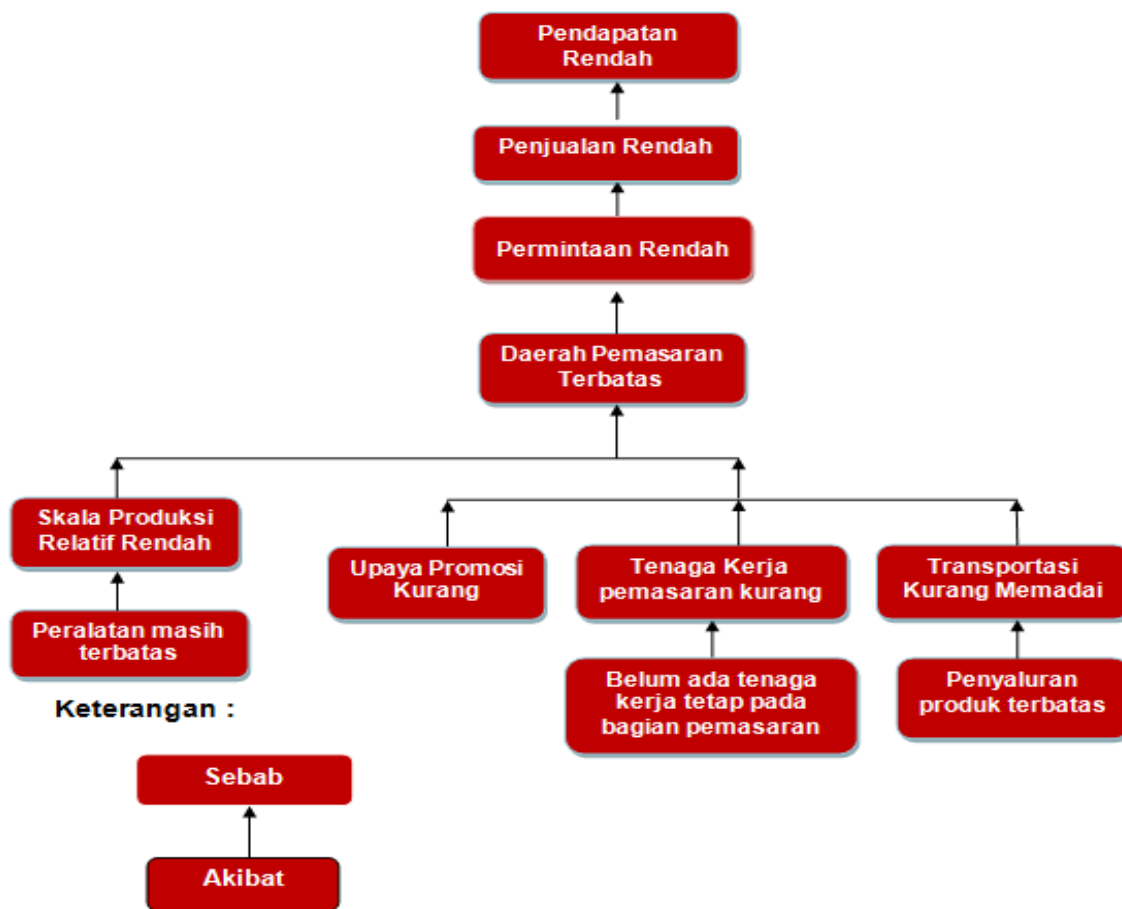 Pendapatan
Rendah
Penjualan Rendah
Permintaan Rendah
Daerah Pemasaran
Terbatas
Skala Produksi
Relatif Rendah
Upaya Promosi
Kurang
Tenaga Kerja
pemasaran kurang
Transportasi
Kurang Memadai
Peralatan masih
terbatas
Belum ada tenaga
kerja tetap pada
bagian pemasaran
Penyaluran
produk terbatas
Keterangan :
Sebab
Akibat